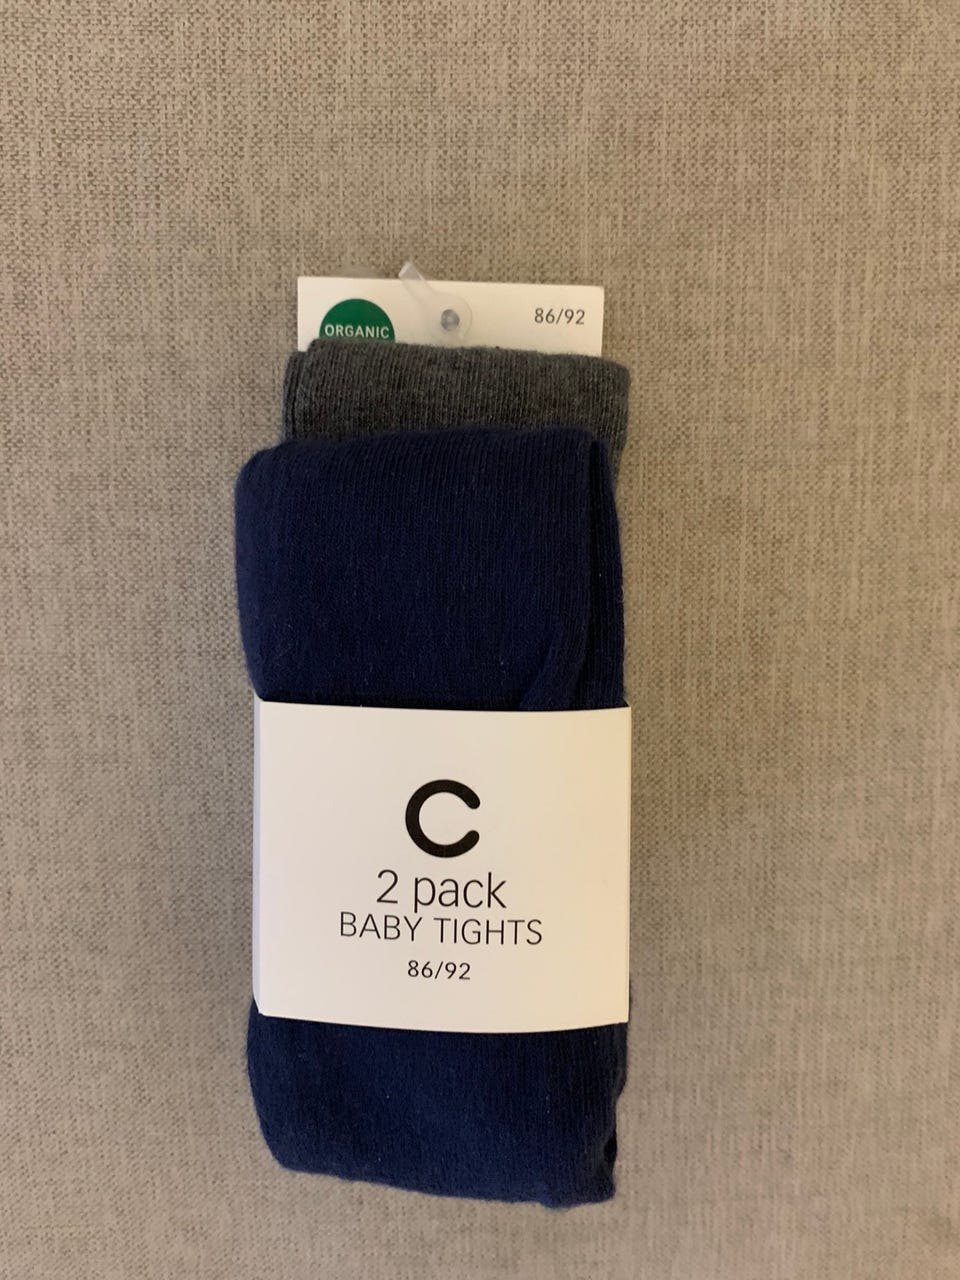 ORGANIC
86/92
C
2 pack
BABY TIGHTS
86/92